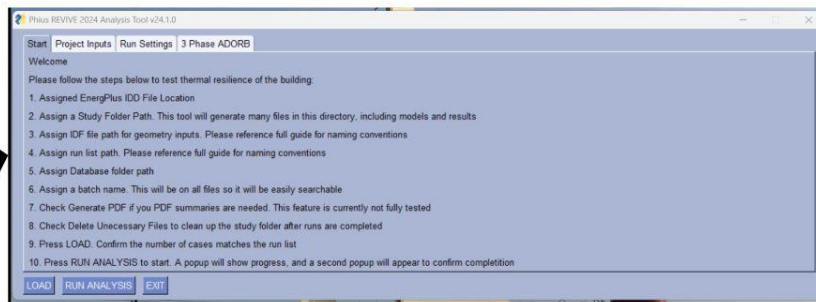 Phius REVIVE 2024 Analysis Tool v24.1.0
Start Project Inputs Run Settings 3 Phase ADORB
Welcome
Please follow the steps below to test thermal resilience of the building:
1. Assigned EnergPlus IDD File Location
2. Assign a Study Folder Path. This tool will generate many files in this directory, including models and results
3. Assign IDF file path for geometry inputs. Please reference full guide for naming conventions
4. Assign run list path. Please reference full guide for naming conventions
5. Assign Database folder path
6. Assign a batch name. This will be on all files so it will be easily searchable
7. Check Generate PDF if you PDF summaries are needed. This feature is currently not fully tested
8. Check Delete Unecessary Files to clean up the study folder after runs are completed
9. Press LOAD. Confirm the number of cases matches the run list
10. Press RUN ANALYSIS to start. A popup will show progress, and a second popup will appear to confirm completition
LOAD RUN ANALYSIS EXIT